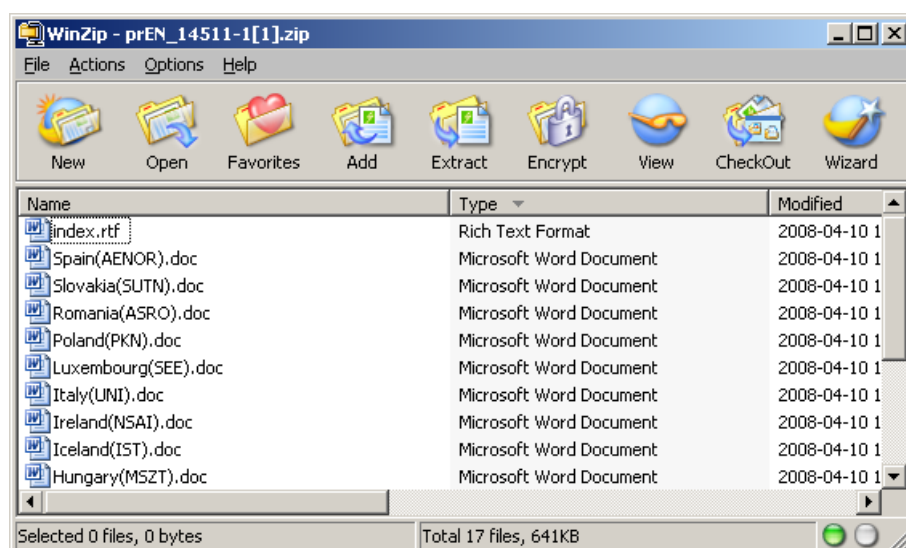 WinZip - prEN_14511-1[1].zip
File Actions Options Help
New Open Favorites Add Extract Encrypt View CheckOut Wizard
Name Type Modified
index.rtf Rich Text Format 2008-04-10 1
Spain(AENOR).doc Microsoft Word Document 2008-04-10 1
Slovakia(SUTN).doc Microsoft Word Document 2008-04-10 1
Romania(ASRO).doc Microsoft Word Document 2008-04-10 1
Poland(PKN).doc Microsoft Word Document 2008-04-10 1
Luxembourg(SEE).doc Microsoft Word Document 2008-04-10 1
Italy(UNI).doc Microsoft Word Document 2008-04-10 1
Ireland(NSAI).doc Microsoft Word Document 2008-04-10 1
Iceland(IST).doc Microsoft Word Document 2008-04-10 1
Hungary(MSZT).doc Microsoft Word Document 2008-04-10 1
Selected 0 files, 0 bytes Total 17 files, 641KB